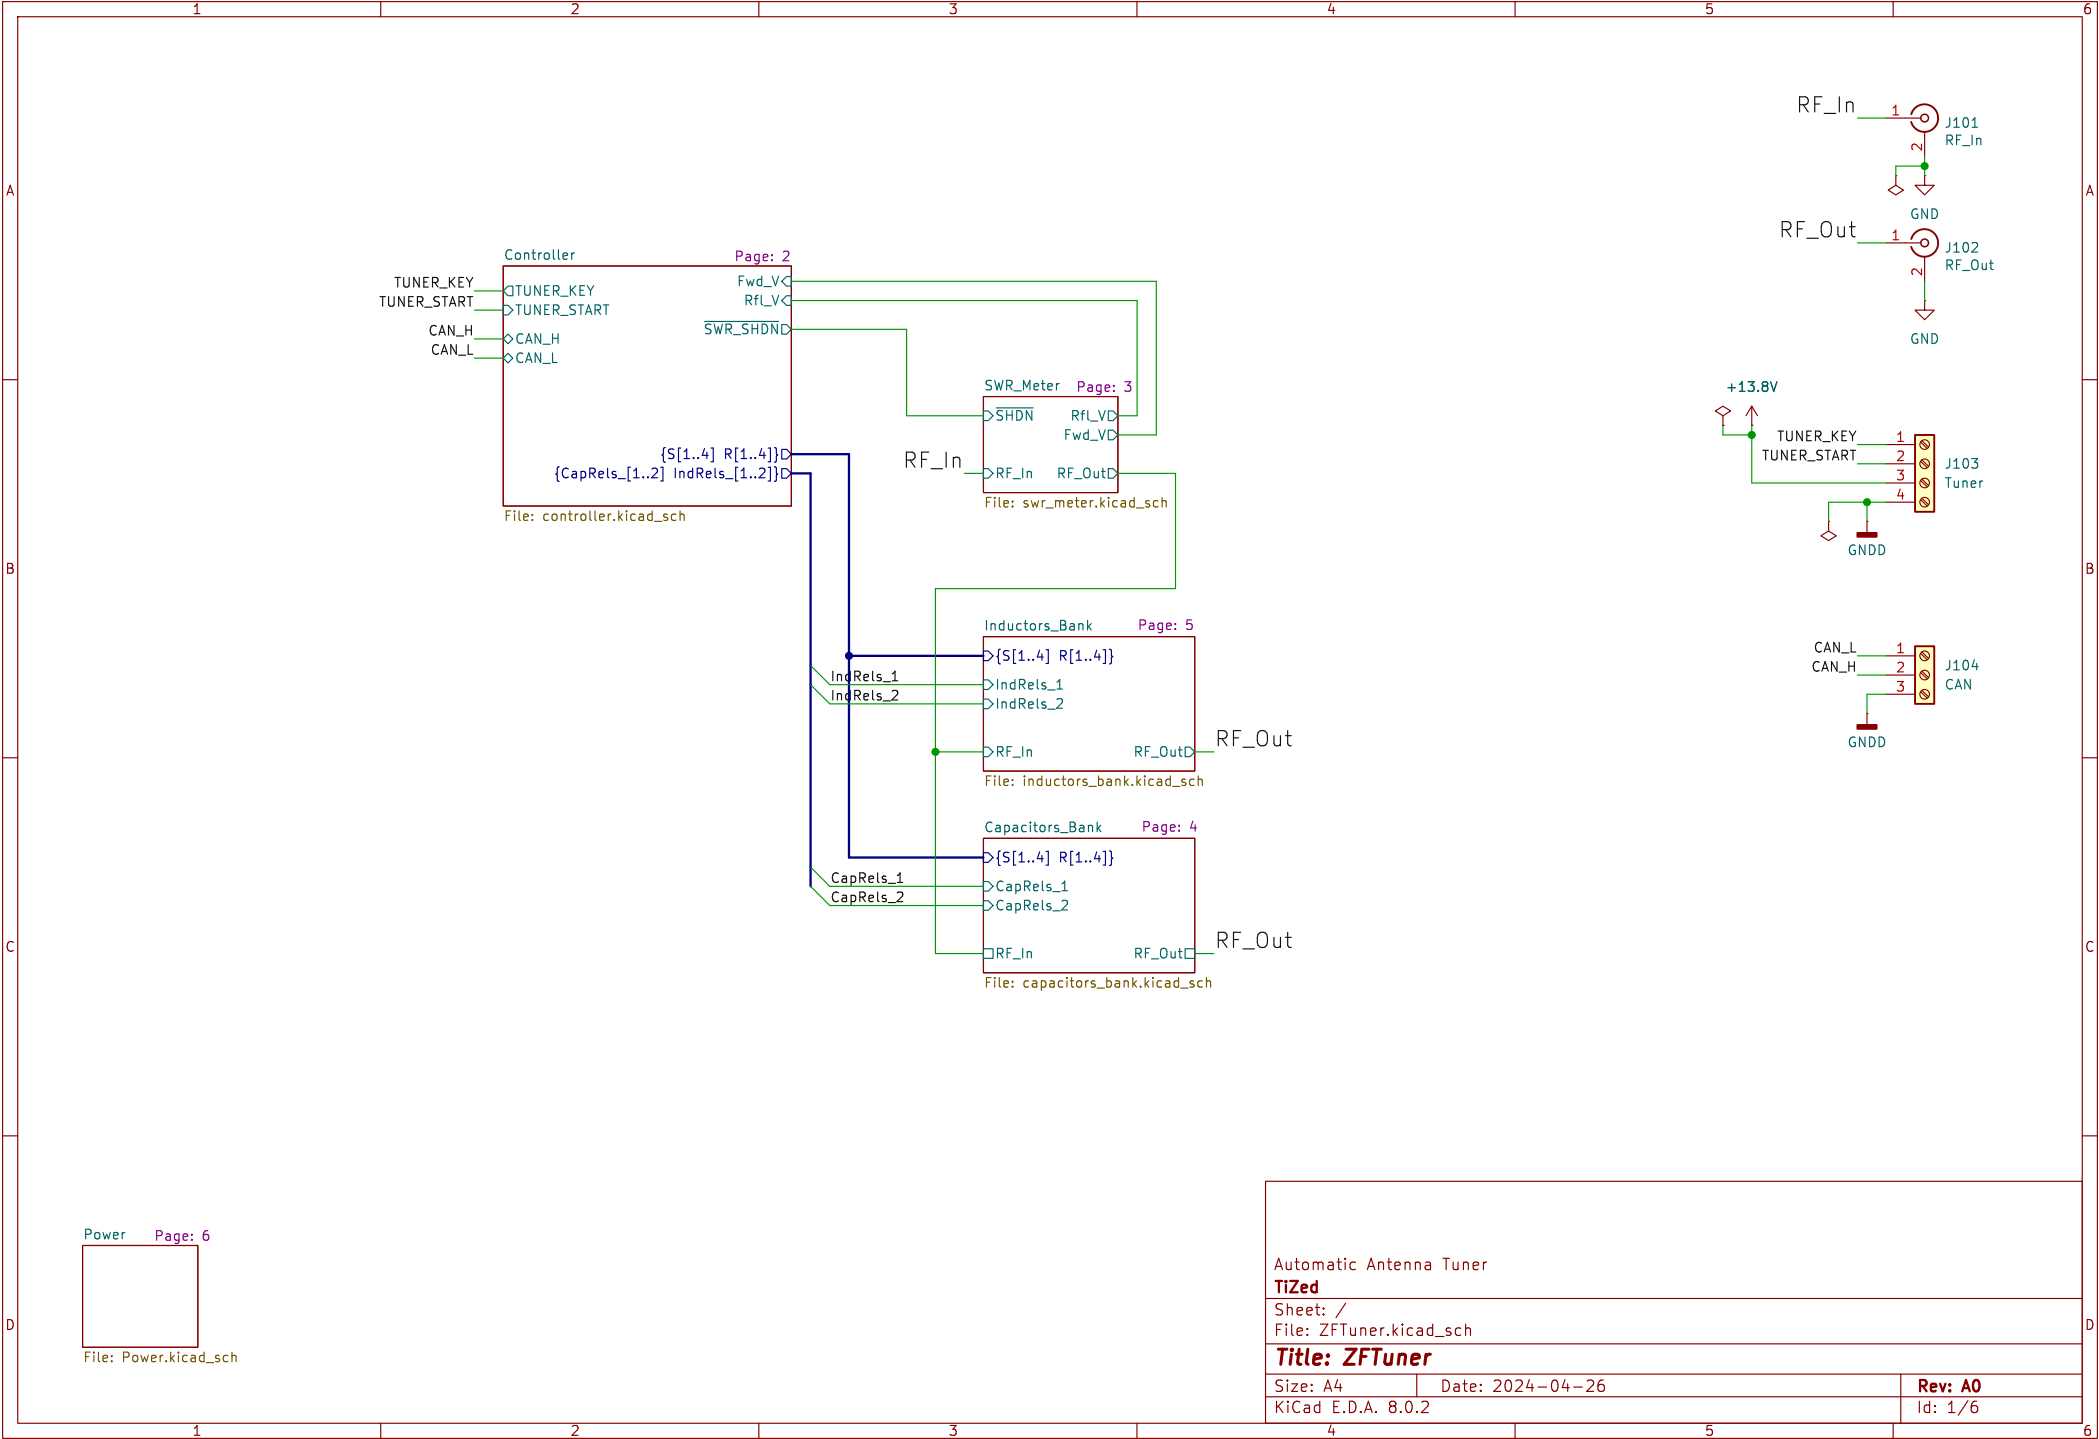 1 2 3 4 5 6
A
B
C
D
A
B
C
D
1 2 3 4 5 6
Controller
Page: 2
TUNER_KEY
TUNER_START
CAN_H
CAN_L
TUNER_KEY
TUNER_START
CAN_H
CAN_L
Fwd_V
Rfl_V
SWR_SHDN
{S[1..4] R[1..4]}
{CapRels_[1..2] IndRels_[1..2]}
File: controller.kicad_sch
SWR_Meter
Page: 3
SHDN
Rfl_V
Fwd_V
RF_In
RF_In
RF_Out
File: swr_meter.kicad_sch
Inductors_Bank
Page: 5
{S[1..4] R[1..4]}
IndRels_1
IndRels_1
IndRels_2
IndRels_2
RF_In
RF_Out
RF_Out
File: inductors_bank.kicad_sch
Capacitors_Bank
Page: 4
{S[1..4] R[1..4]}
CapRels_1
CapRels_1
CapRels_2
CapRels_2
RF_In
RF_Out
RF_Out
File: capacitors_bank.kicad_sch
RF_In
1
2
J101
RF_In
GND
RF_Out
1
2
J102
RF_Out
GND
+13.8V
TUNER_KEY
TUNER_START
1
2
3
4
J103
Tuner
GNDD
CAN_L
CAN_H
1
2
3
J104
CAN
GNDD
Power
Page: 6
File: Power.kicad_sch
Automatic Antenna Tuner
TiZed
Sheet: /
File: ZFTuner.kicad_sch
Title: ZFTuner
Size: A4
Date: 2024-04-26
Rev: A0
KiCad E.D.A. 8.0.2
Id: 1/6